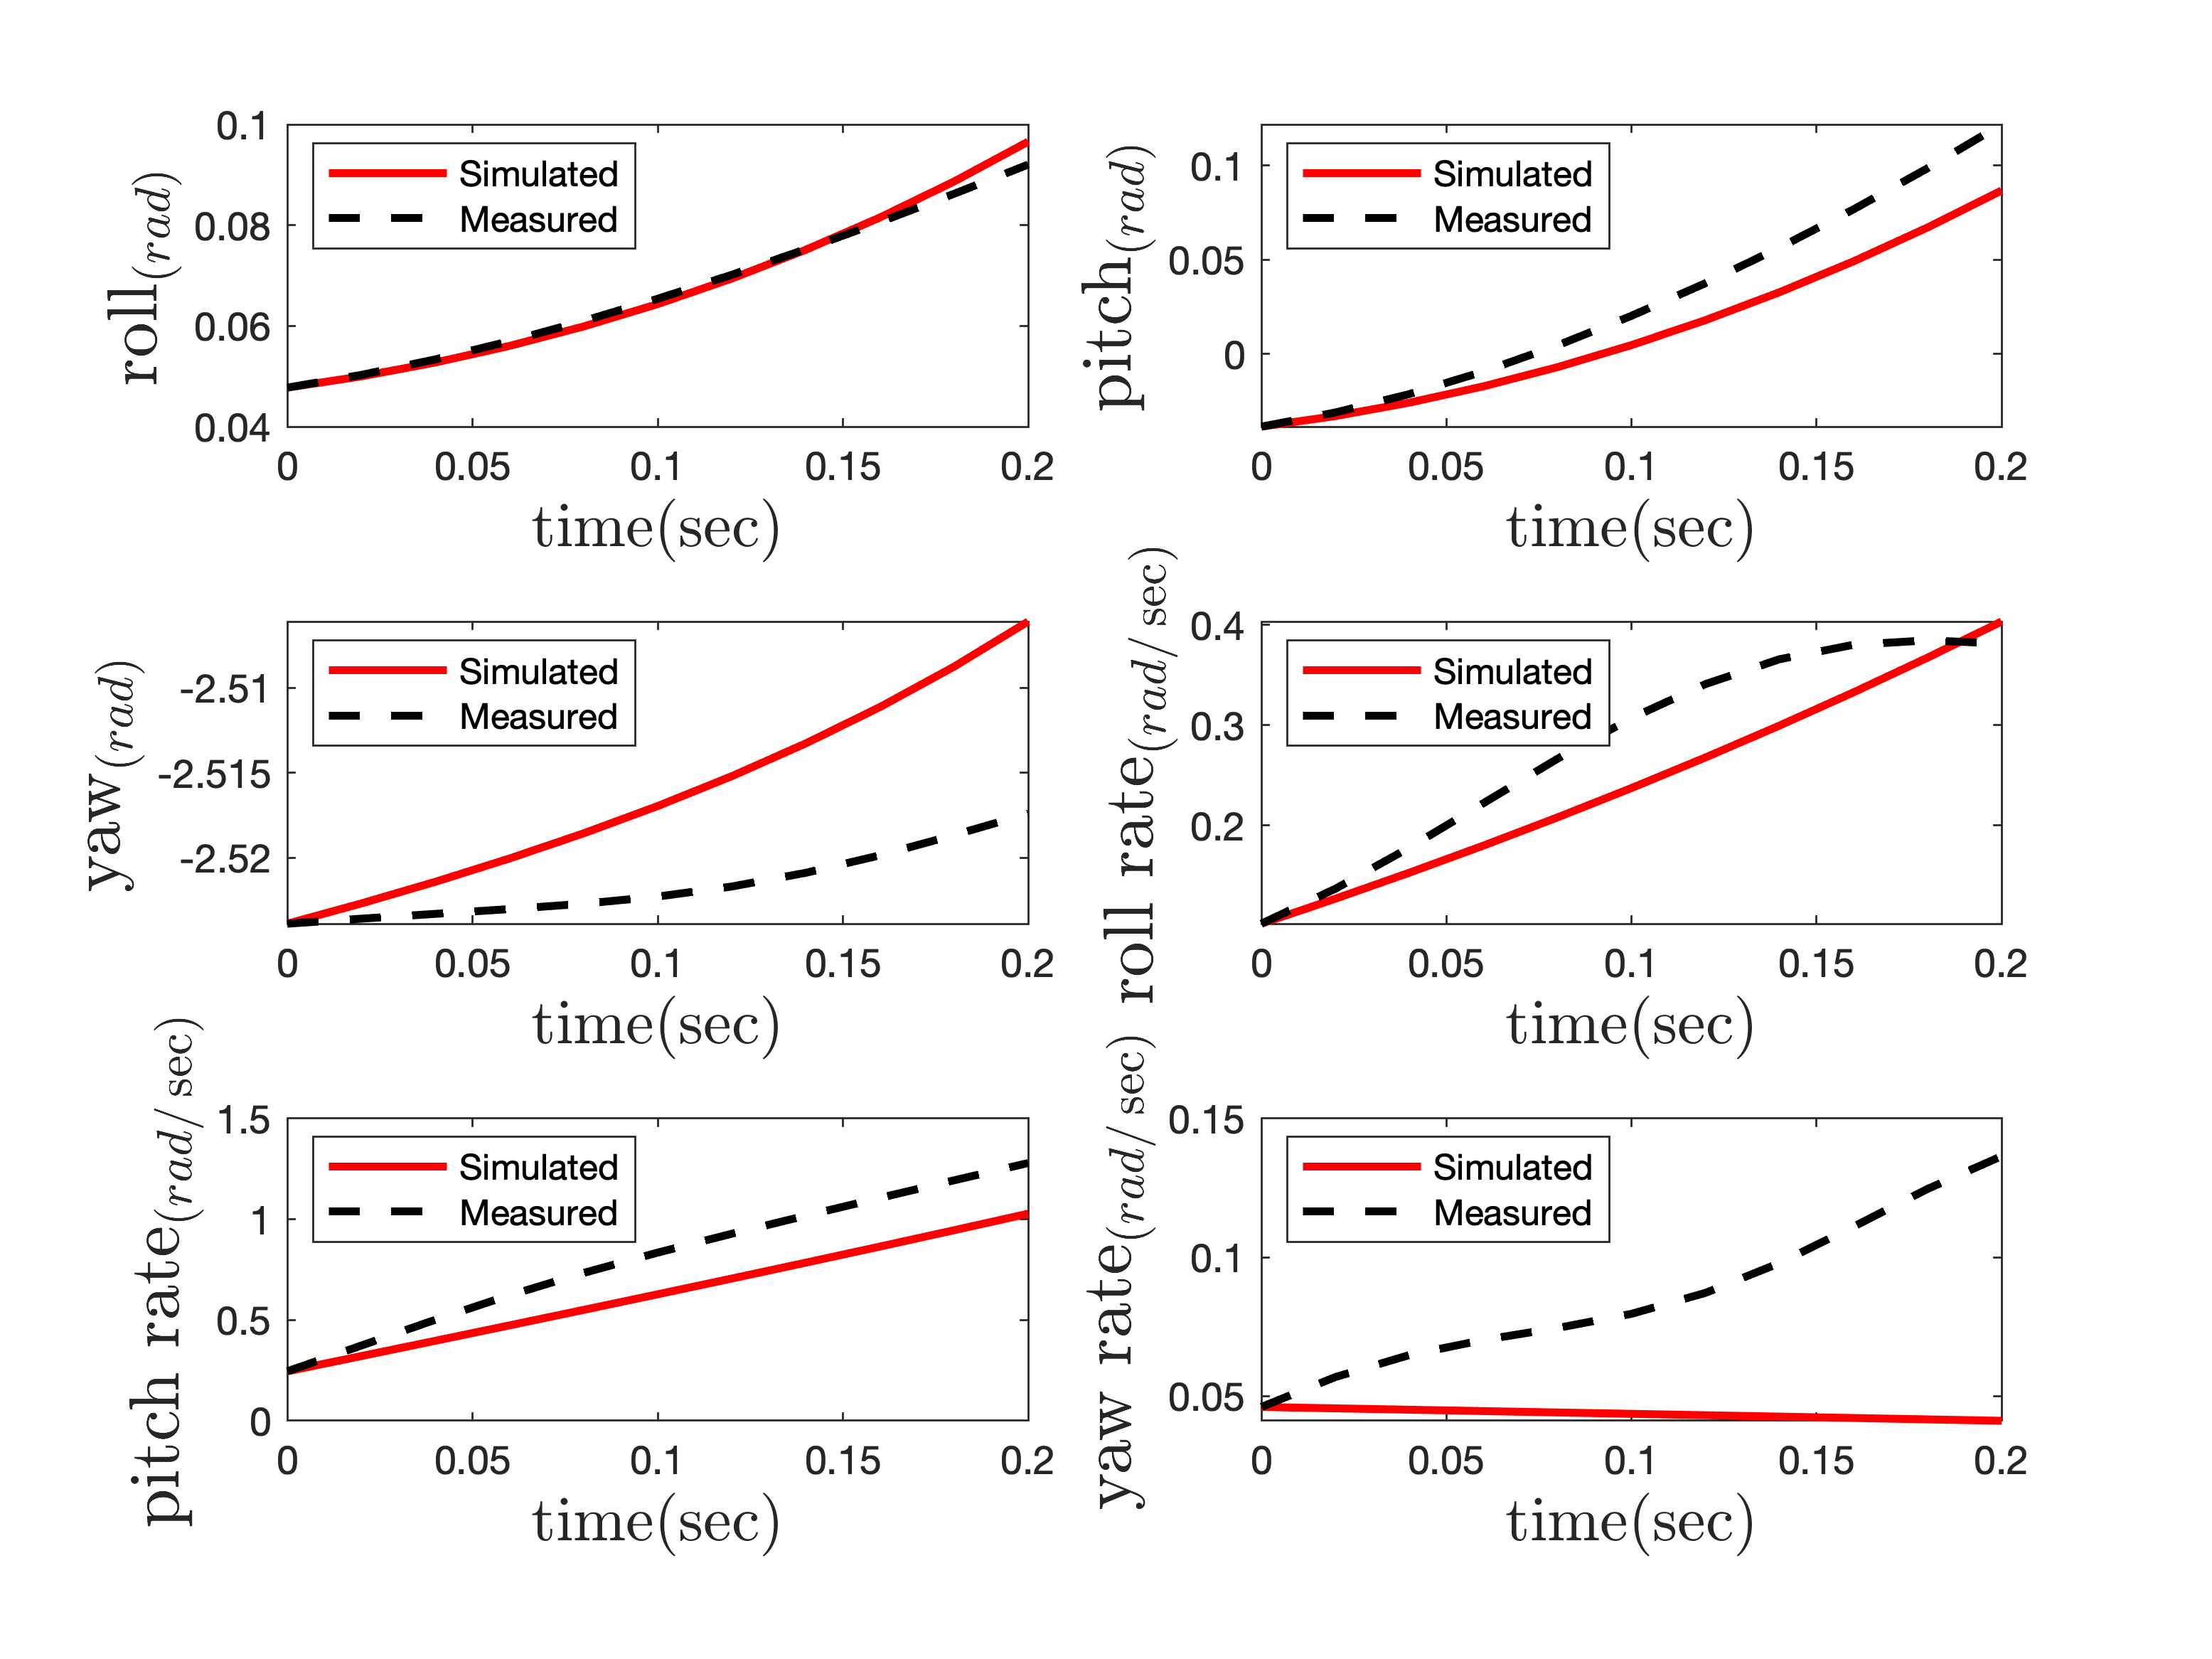 roll(rad)
0.1
0.08
0.06
0.04
Simulated
Measured
0 0.05 0.1 0.15 0.2
time(sec)
pitch(rad)
0.1
0.05
0
Simulated
Measured
0 0.05 0.1 0.15 0.2
time(sec)
yaw(rad)
-2.51
-2.515
-2.52
Simulated
Measured
0 0.05 0.1 0.15 0.2
time(sec)
roll rate(rad/sec)
0.4
0.3
0.2
Simulated
Measured
0 0.05 0.1 0.15 0.2
time(sec)
pitch rate(rad/sec)
1.5
1
0.5
0
Simulated
Measured
0 0.05 0.1 0.15 0.2
time(sec)
yaw rate(rad/sec)
0.15
0.1
0.05
Simulated
Measured
0 0.05 0.1 0.15 0.2
time(sec)